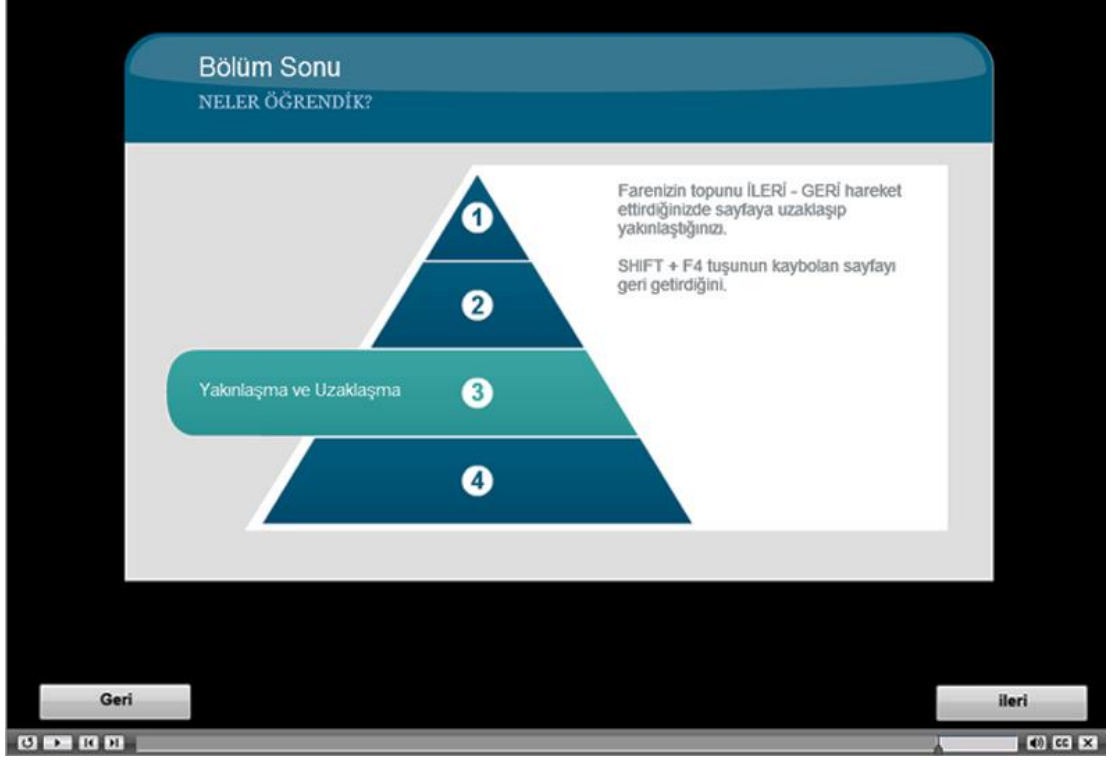 Bölüm Sonu
NELER ÖĞRENDİK?
1
Farenizin topunu İLERİ - GERİ hareket
ettirdiğinizde sayfaya uzaklaşıp
yakınlaştığınızı.
SHIFT + F4 tuşunun kaybolan sayfayı
geri getirdiğini.
2
Yakınlaşma ve Uzaklaşma
3
4
Geri
ileri
CC